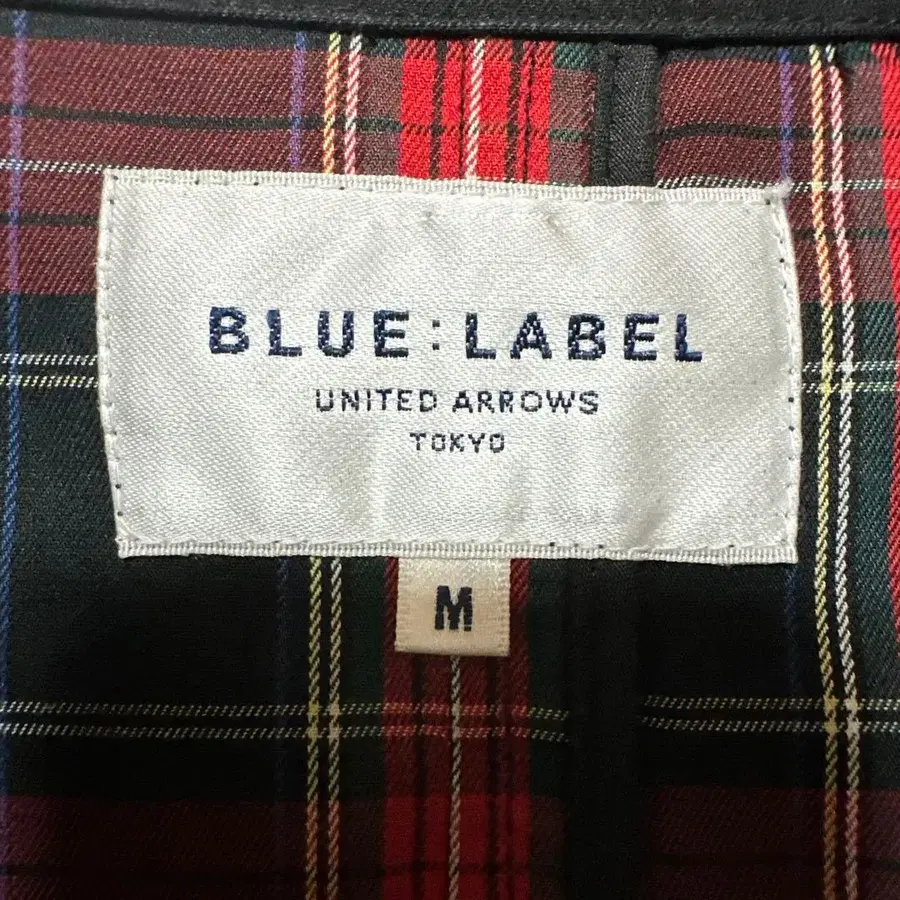 BLUE:LABEL
UNITED ARROWS
TOKYO
M